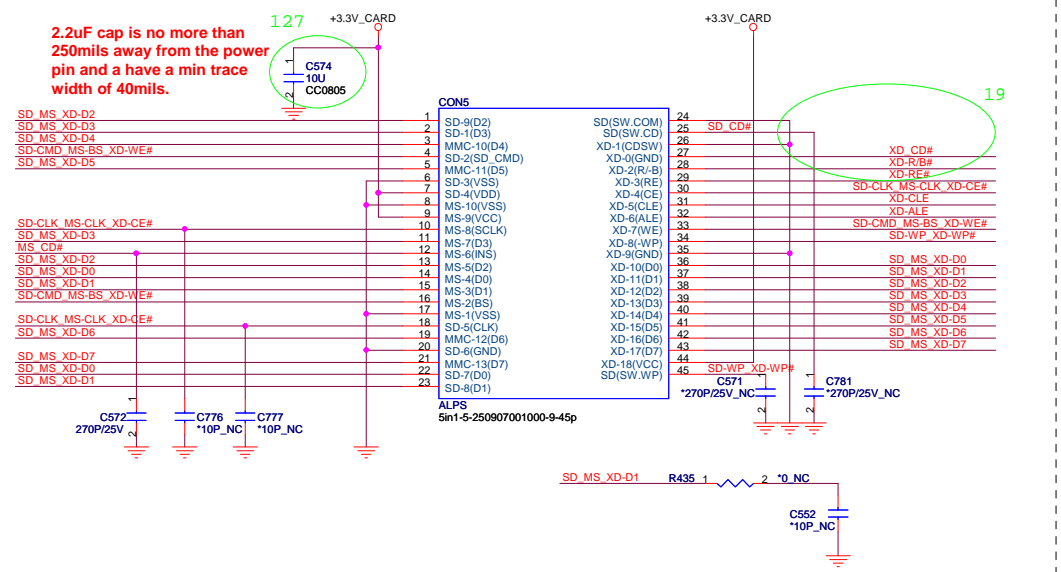 127
+3.3V_CARD
+3.3V_CARD
2.2uF cap is no more than
250mils away from the power
pin and a have a min trace
width of 40mils.
1
C574
10U
CC0805
2
19
CON5
SD_MS_XD-D2 1 SD-9(D2)
SD_MS_XD-D3 2 SD-1(D3)
SD_MS_XD-D4 3 MMC-10(D4)
SD-CMD_MS-BS_XD-WE# 4 SD-2(SD_CMD)
SD_MS_XD-D5 5 MMC-11(D5)
6 SD-3(VSS)
7 SD-4(VDD)
8 MS-10(VSS)
9 MS-9(VCC)
SD-CLK_MS-CLK_XD-CE# 10 MS-8(SCLK)
SD_MS_XD-D3 11 MS-7(D3)
MS_CD# 12 MS-6(INS)
SD_MS_XD-D2 13 MS-5(D2)
SD_MS_XD-D0 14 MS-4(D0)
SD_MS_XD-D1 15 MS-3(D1)
SD-CMD_MS-BS_XD-WE# 16 MS-2(BS)
17 MS-1(VSS)
SD-CLK_MS-CLK_XD-CE# 18 SD-5(CLK)
SD_MS_XD-D6 19 MMC-12(D6)
20 SD-6(GND)
SD_MS_XD-D7 21 MMC-13(D7)
SD_MS_XD-D0 22 SD-7(D0)
SD_MS_XD-D1 23 SD-8(D1)
SD(SW.COM) 24
SD(SW.CD) 25 SD_CD#
XD-1(CDSW) 26
XD-0(GND) 27 XD_CD#
XD-2(R/-B) 28 XD-R/B#
XD-3(RE) 29 XD-RE#
XD-4(CE) 30 SD-CLK_MS-CLK_XD-CE#
XD-5(CLE) 31 XD-CLE
XD-6(ALE) 32 XD-ALE
XD-7(WE) 33 SD-CMD_MS-BS_XD-WE#
XD-8(-WP) 34 SD-WP_XD-WP#
XD-9(GND) 35
XD-10(D0) 36 SD_MS_XD-D0
XD-11(D1) 37 SD_MS_XD-D1
XD-12(D2) 38 SD_MS_XD-D2
XD-13(D3) 39 SD_MS_XD-D3
XD-14(D4) 40 SD_MS_XD-D4
XD-15(D5) 41 SD_MS_XD-D5
XD-16(D6) 42 SD_MS_XD-D6
XD-17(D7) 43 SD_MS_XD-D7
XD-18(VCC) 44
SD(SW.WP) 45 SD-WP_XD-WP#
ALPS
5in1-5-250907001000-9-45p
1
C572
270P/25V
2
1
C776
*10P_NC
2
1
C777
*10P_NC
2
1
C571
*270P/25V_NC
2
1
C781
*270P/25V_NC
2
SD_MS_XD-D1 R435 1 2 *0_NC
C552
*10P_NC